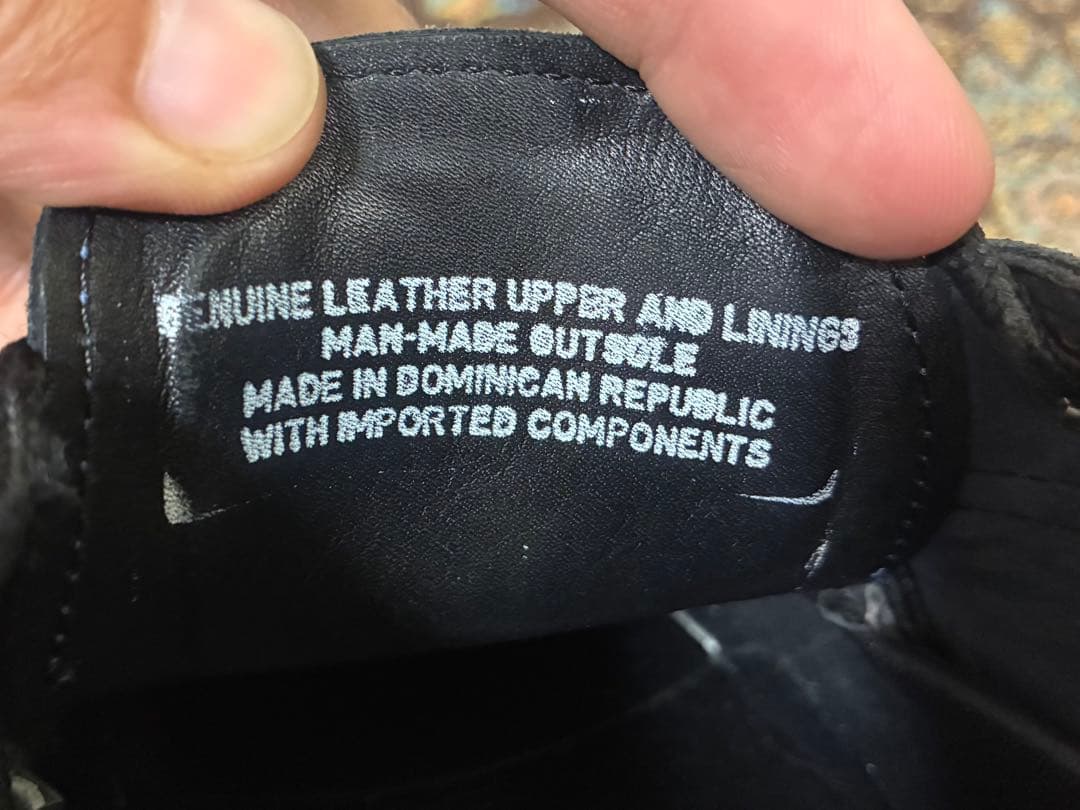 GENUINE LEATHER UPPER AND LININGS
MAN-MADE OUTSOLE
MADE IN DOMINICAN REPUBLIC
WITH IMPORTED COMPONENTS